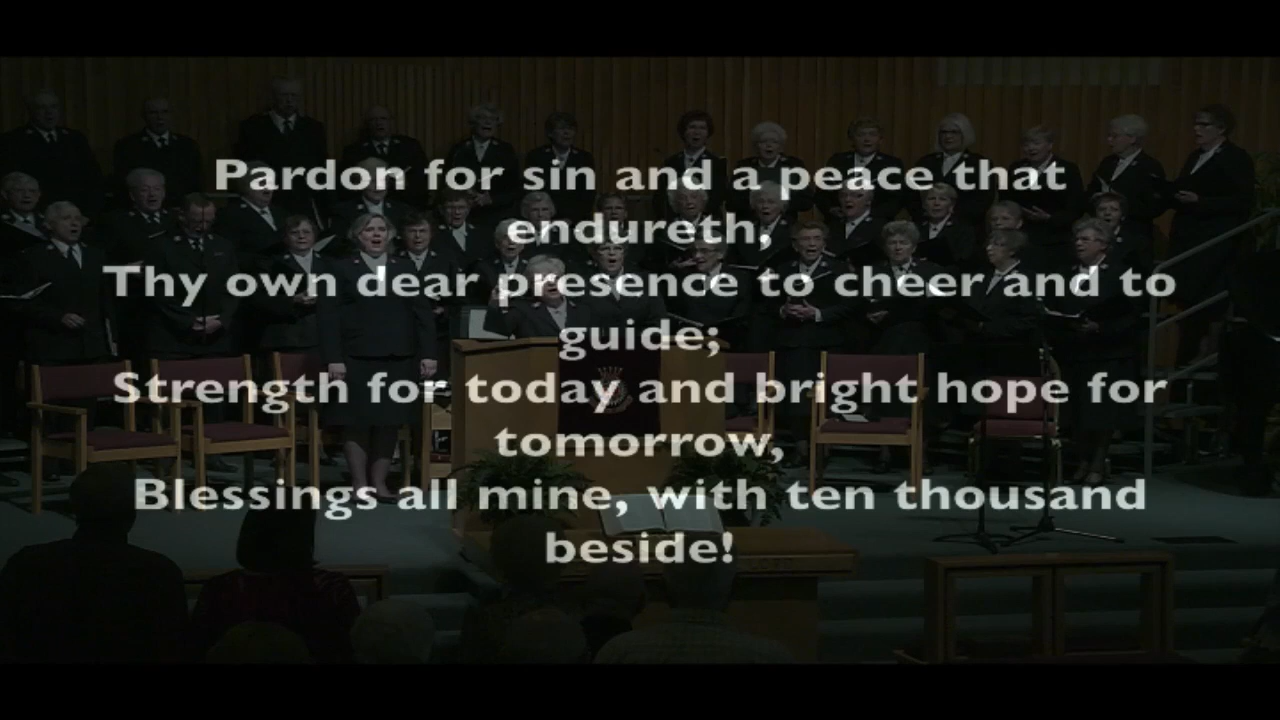 Pardon for sin and a peace that
endureth,
Thy own dear presence to cheer and to
guide;
Strength for today and bright hope for
tomorrow,
Blessings all mine, with ten thousand
beside!